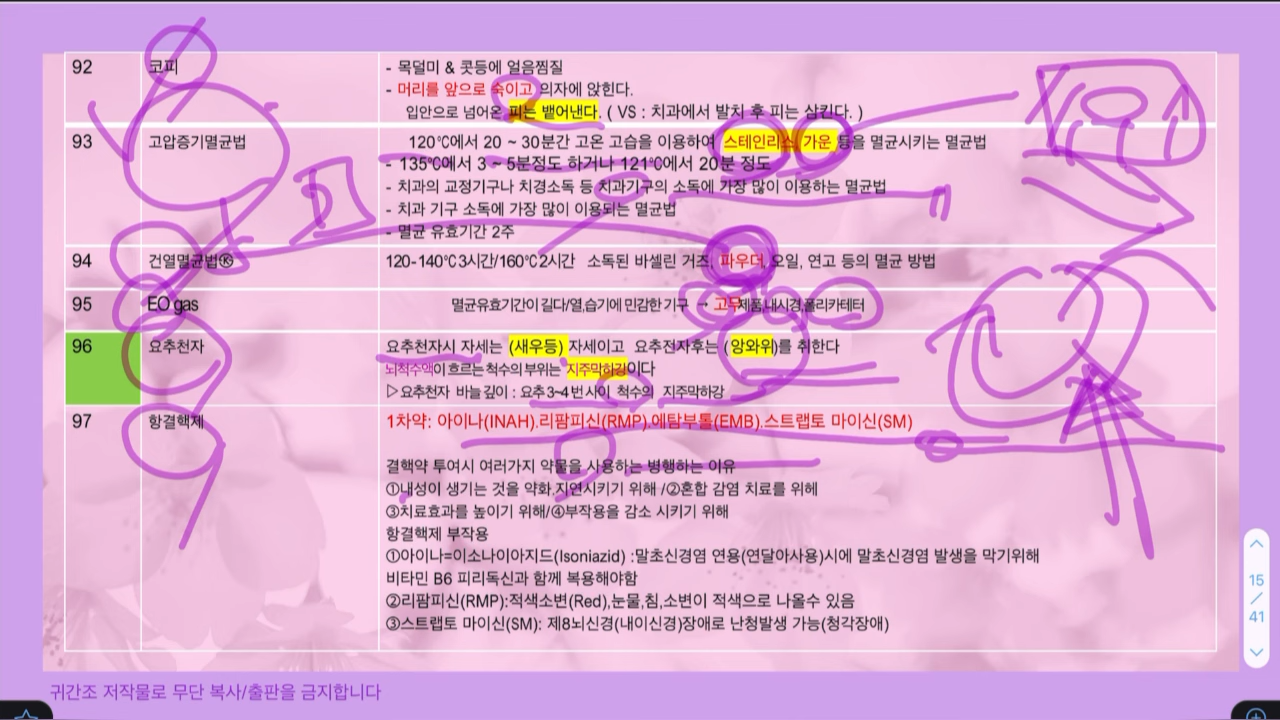 92 코피 - 목덜미 & 콧등에 얼음찜질
- 머리를 앞으로 숙이고 의자에 앉힌다.
입안으로 넘어온 피는 뱉어낸다. ( VS : 치과에서 발치 후 피는 삼킨다. )
93 고압증기멸균법 120℃에서 20 ~ 30분간 고온 고습을 이용하여 스테인리스, 가운 등을 멸균시키는 멸균법
- 135℃에서 3 ~ 5분정도 하거나 121℃에서 20분 정도
- 치과의 교정기구나 치경소독 등 치과기구의 소독에 가장 많이 이용하는 멸균법
- 치과 기구 소독에 가장 많이 이용되는 멸균법
- 멸균 유효기간 2주
94 건열멸균법㉸ 120-140℃3시간/160℃2시간 소독된 바셀린 거즈, 파우더, 오일, 연고 등의 멸균 방법
95 EO gas 멸균유효기간이 길다/열,습기에 민감한 기구 → 고무제품,내시경,폴리카테터
96 요추천자 요추천자시 자세는 (새우등) 자세이고 요추천자후는 (앙와위)를 취한다
뇌척수액이 흐르는 척수의 부위는 지주막하강이다
▷요추천자 바늘 깊이 : 요추 3~4번 사이 척수의 지주막하강
97 항결핵제 1차약: 아이나(INAH).리팜피신(RMP).에탐부톨(EMB).스트랩토 마이신(SM)
결핵약 투여시 여러가지 약물을 사용하는 병행하는 이유
①내성이 생기는 것을 약화,지연시키기 위해 /②혼합 감염 치료를 위헤
③치료효과를 높이기 위해/④부작용을 감소 시키기 위해
항결핵제 부작용
①아이나=이소나이아지드(Isoniazid) :말초신경염 연용(연달아사용)시에 말초신경염 발생을 막기위해
비타민 B6 피리독신과 함께 복용해야함
②리팜피신(RMP):적색소변(Red),눈물,침,소변이 적색으로 나올수 있음
③스트랩토 마이신(SM): 제8뇌신경(내이신경)장애로 난청발생 가능(청각장애)
15
/
41
귀간조 저작물로 무단 복사/출판을 금지합니다